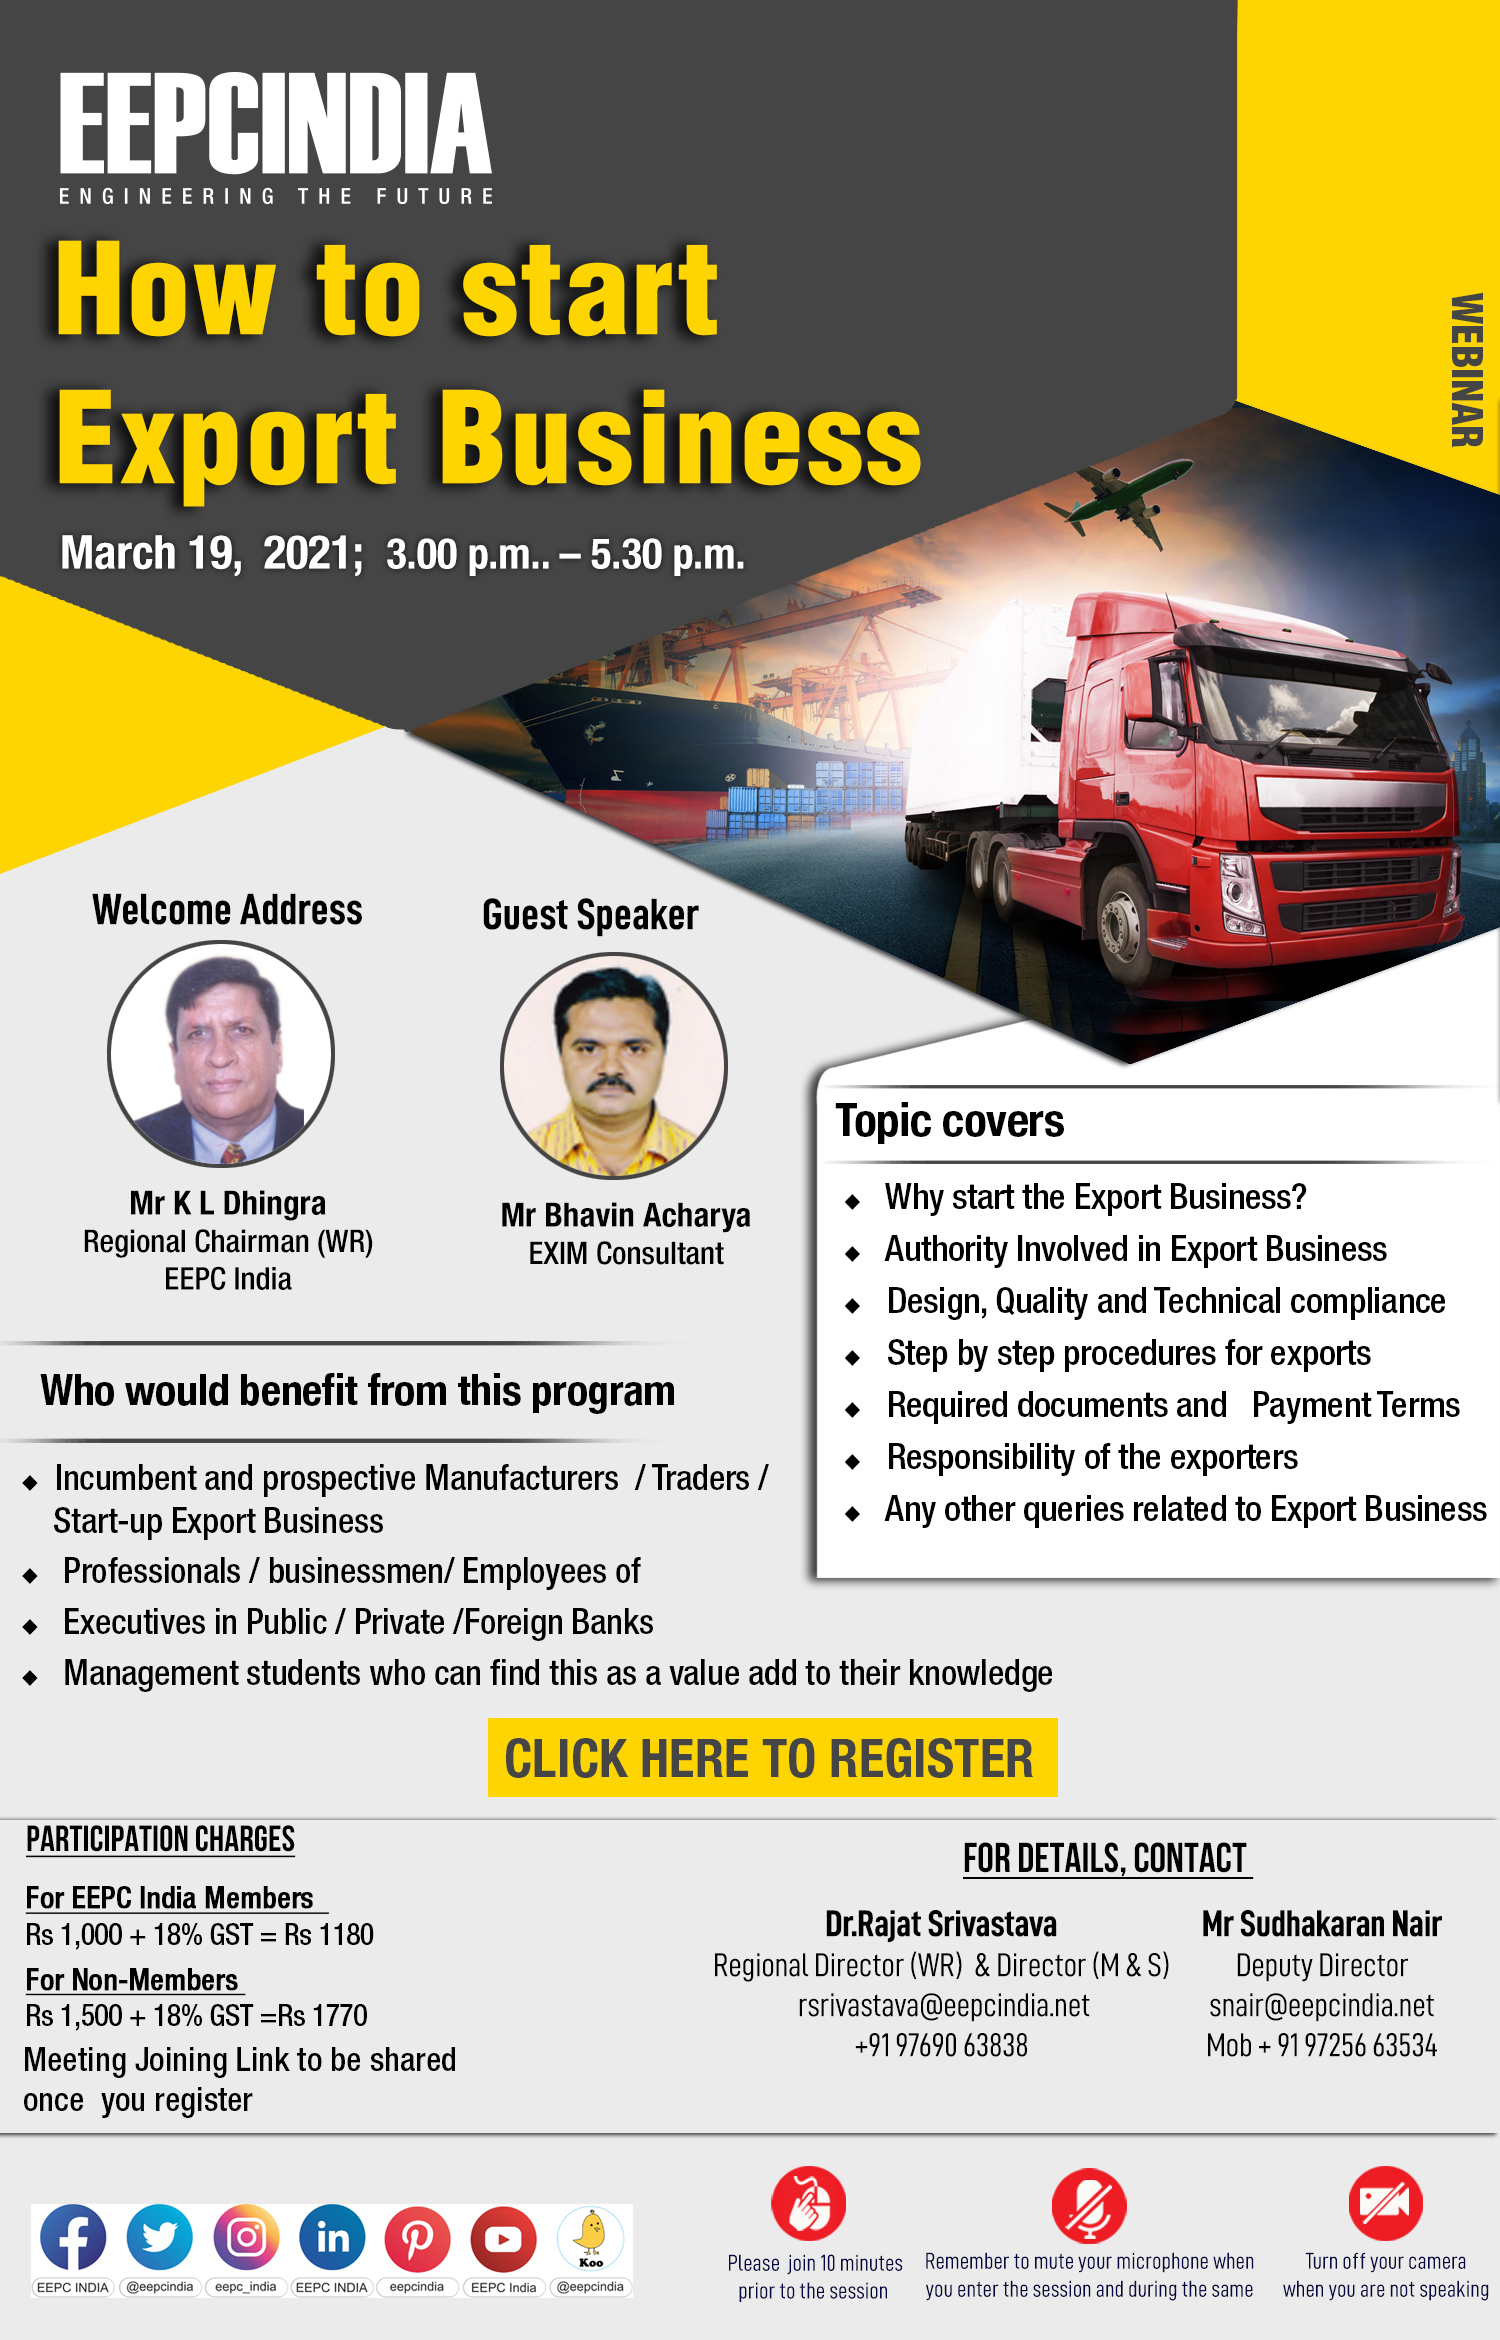 EEPCINDIA
ENGINEERING THE FUTURE
How to start
Export Business
March 19, 2021; 3.00 p.m.. – 5.30 p.m.
WEBINAR
Welcome Address
Mr K L Dhingra
Regional Chairman (WR)
EEPC India
Guest Speaker
Mr Bhavin Acharya
EXIM Consultant
Topic covers
◆ Why start the Export Business?
◆ Authority Involved in Export Business
◆ Design, Quality and Technical compliance
◆ Step by step procedures for exports
◆ Required documents and Payment Terms
◆ Responsibility of the exporters
◆ Any other queries related to Export Business
Who would benefit from this program
◆ Incumbent and prospective Manufacturers / Traders /
Start-up Export Business
◆ Professionals / businessmen/ Employees of
◆ Executives in Public / Private /Foreign Banks
◆ Management students who can find this as a value add to their knowledge
CLICK HERE TO REGISTER
PARTICIPATION CHARGES
For EEPC India Members
Rs 1,000 + 18% GST = Rs 1180
For Non-Members
Rs 1,500 + 18% GST =Rs 1770
Meeting Joining Link to be shared
once you register
FOR DETAILS, CONTACT
Dr.Rajat Srivastava
Regional Director (WR) & Director (M & S)
rsrivastava@eepcindia.net
+91 97690 63838
Mr Sudhakaran Nair
Deputy Director
snair@eepcindia.net
Mob + 91 97256 63534
Koo
EEPC INDIA @eepcindia eepc_india EEPC INDIA eepcindia EEPC India @eepcindia
Please join 10 minutes
prior to the session
Remember to mute your microphone when
you enter the session and during the same
Turn off your camera
when you are not speaking